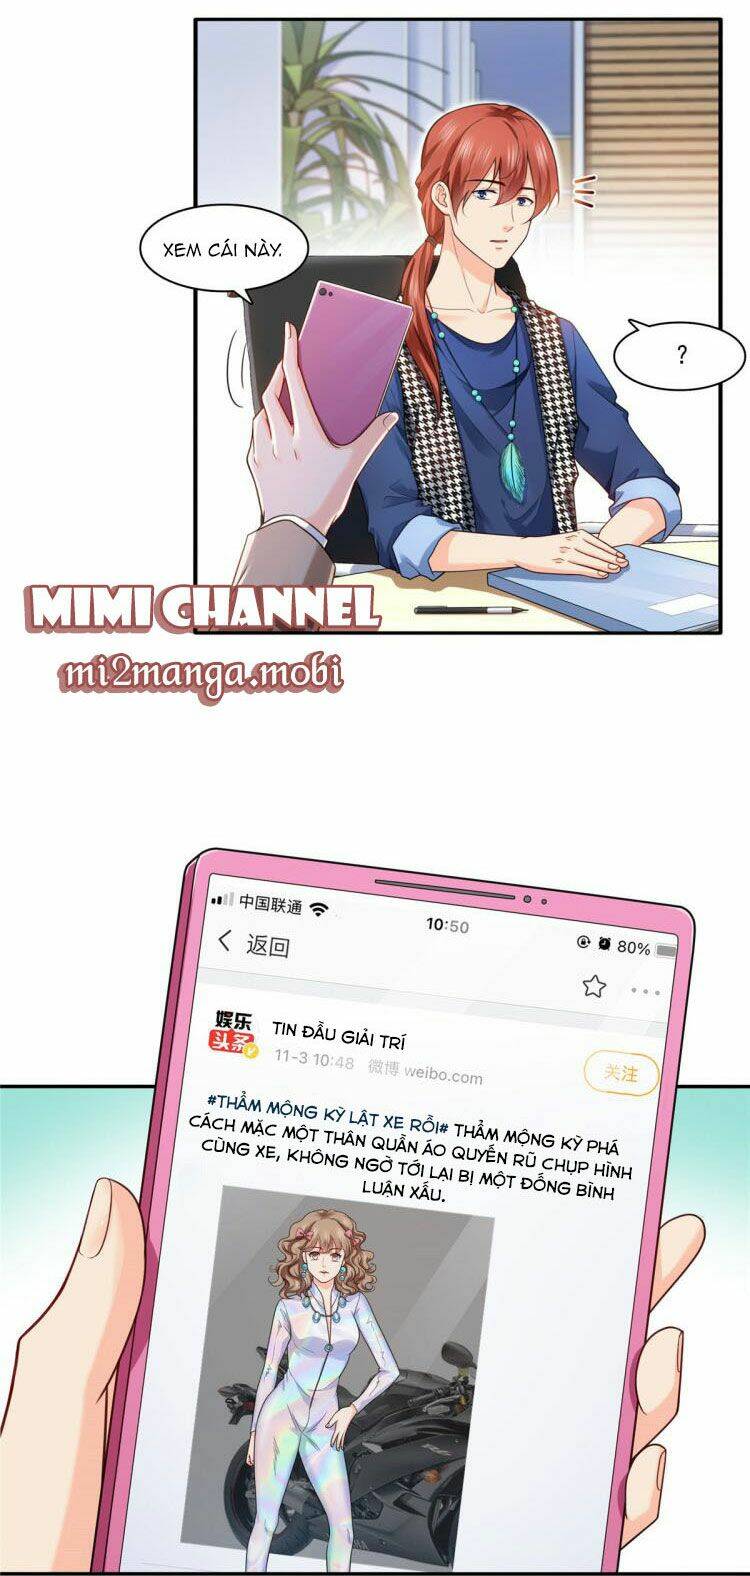 XEM CÁI NÀY.
?
MIMI CHANNEL
mi2manga.mobi
中国联通
10:50
80%
返回
娱乐
头条
TIN ĐẦU GIẢI TRÍ
11-3 10:48 微博 weibo.com
关注
#THẨM MỘNG KỲ LẬT XE RỒI# THẨM MỘNG KỲ PHÁ
CÁCH MẶC MỘT THÂN QUẦN ÁO QUYẾN RŨ CHỤP HÌNH
CÙNG XE, KHÔNG NGỜ TỚI LẠI BỊ MỘT ĐỐNG BÌNH
LUẬN XẤU.
R6